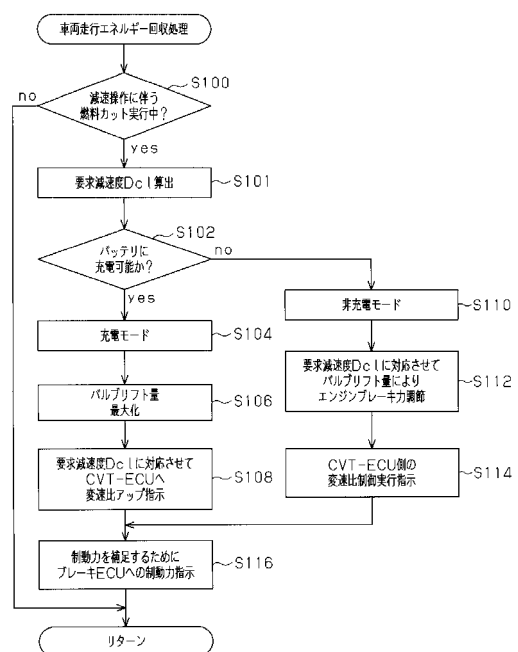 車両走行エネルギー回収処理
S100
no
減速操作に伴う
燃料カット実行中？
yes
要求減速度Dcl算出
S101
S102
バッテリに
充電可能か？
no
yes
充電モード
S104
非充電モード
S110
バルブリフト量
最大化
S106
要求減速度Dclに対応させて
バルブリフト量により
エンジンブレーキ力調節
S112
要求減速度Dclに対応させて
CVT-ECUへ
変速比アップ指示
S108
CVT-ECU側の
変速比制御実行指示
S114
制動力を補足するために
ブレーキECUへの制動力指示
S116
リターン